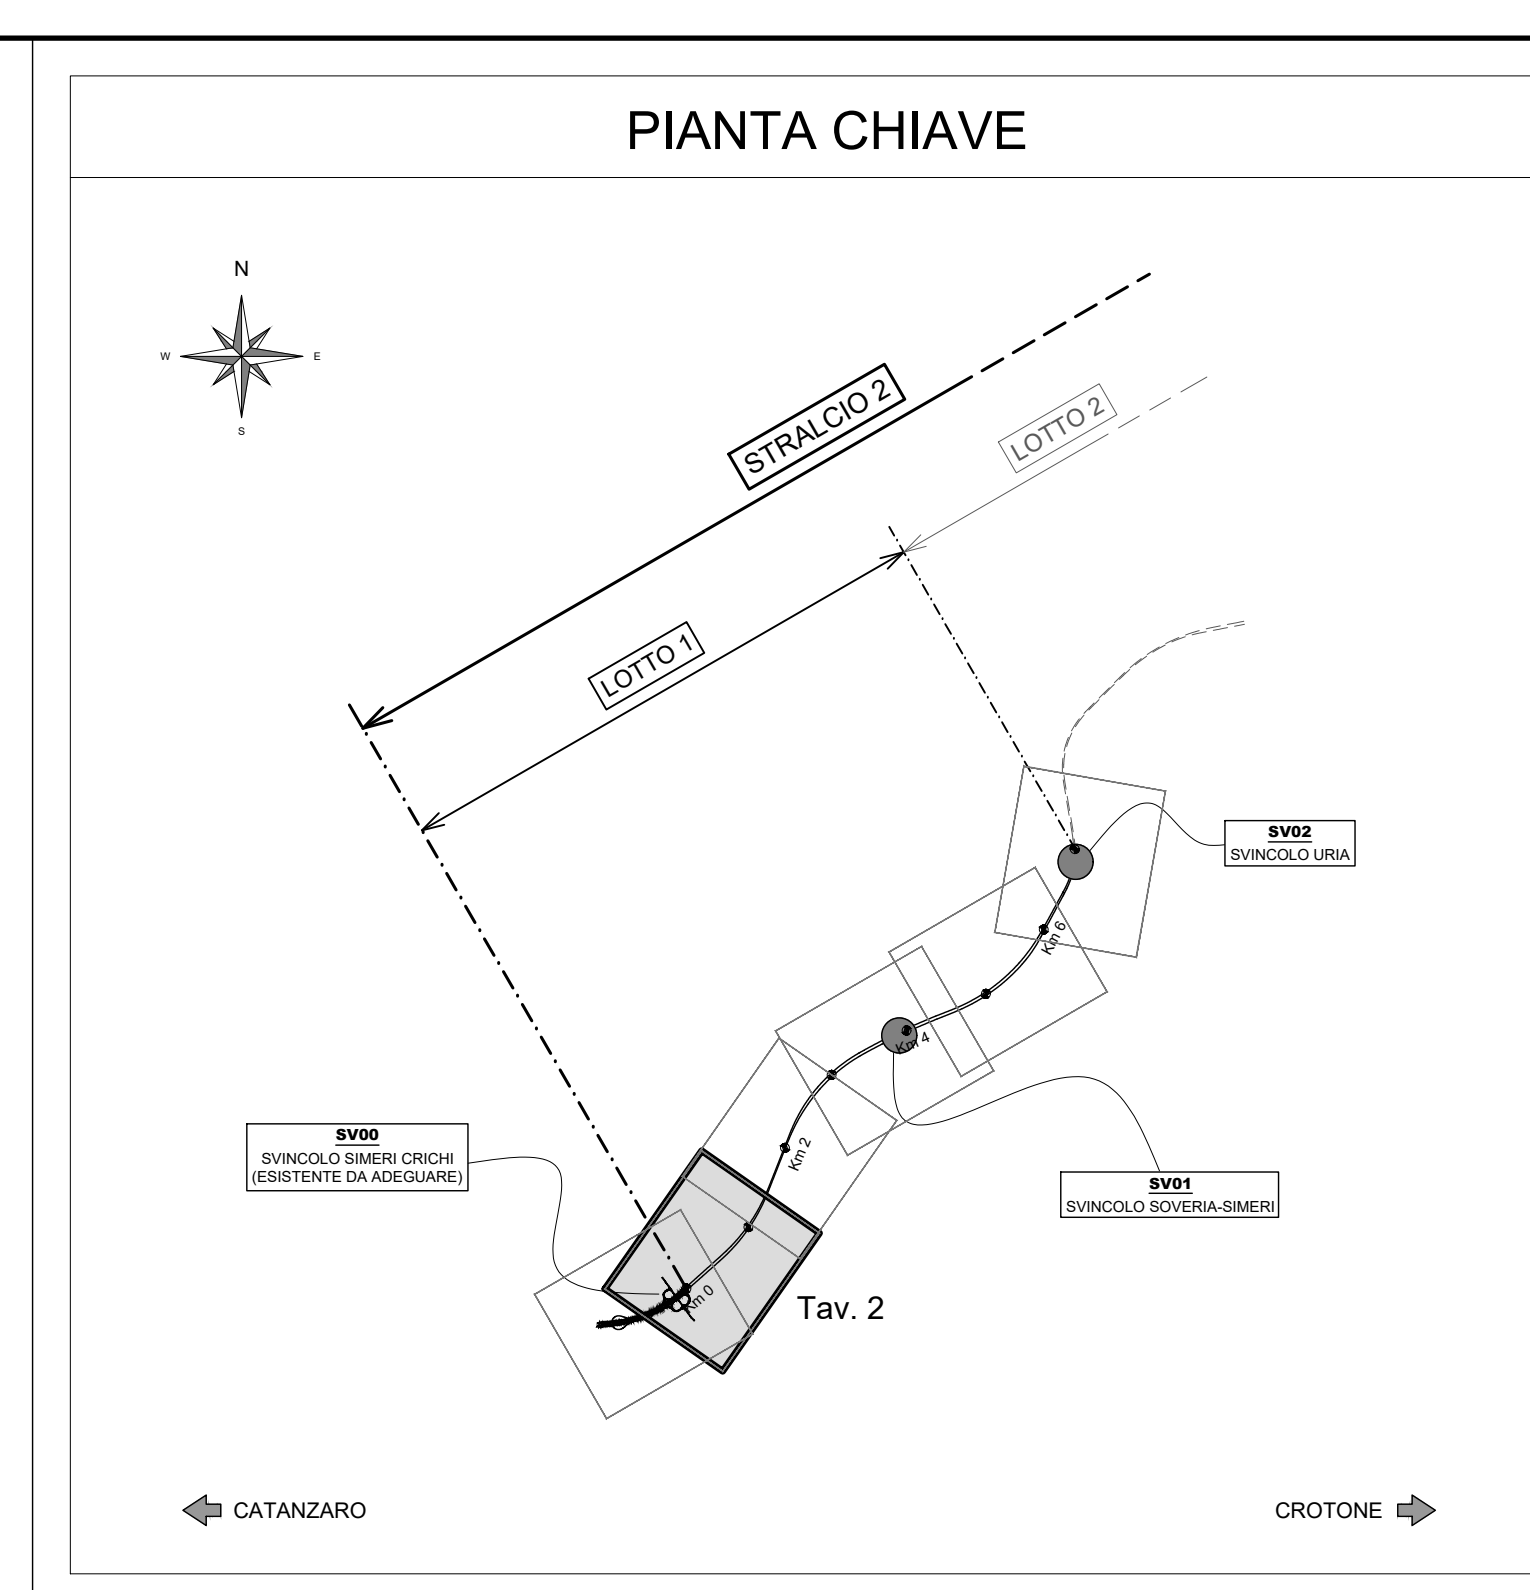 PIANTA CHIAVE
N
W
E
S
STRALCIO 2
LOTTO 2
LOTTO 1
SV02
SVINCOLO URIA
Km 6
Km 4
Km 2
SV00
SVINCOLO SIMERI CRICHI
(ESISTENTE DA ADEGUARE)
SV01
SVINCOLO SOVERIA-SIMERI
Km 0
Tav. 2
CATANZARO
CROTONE